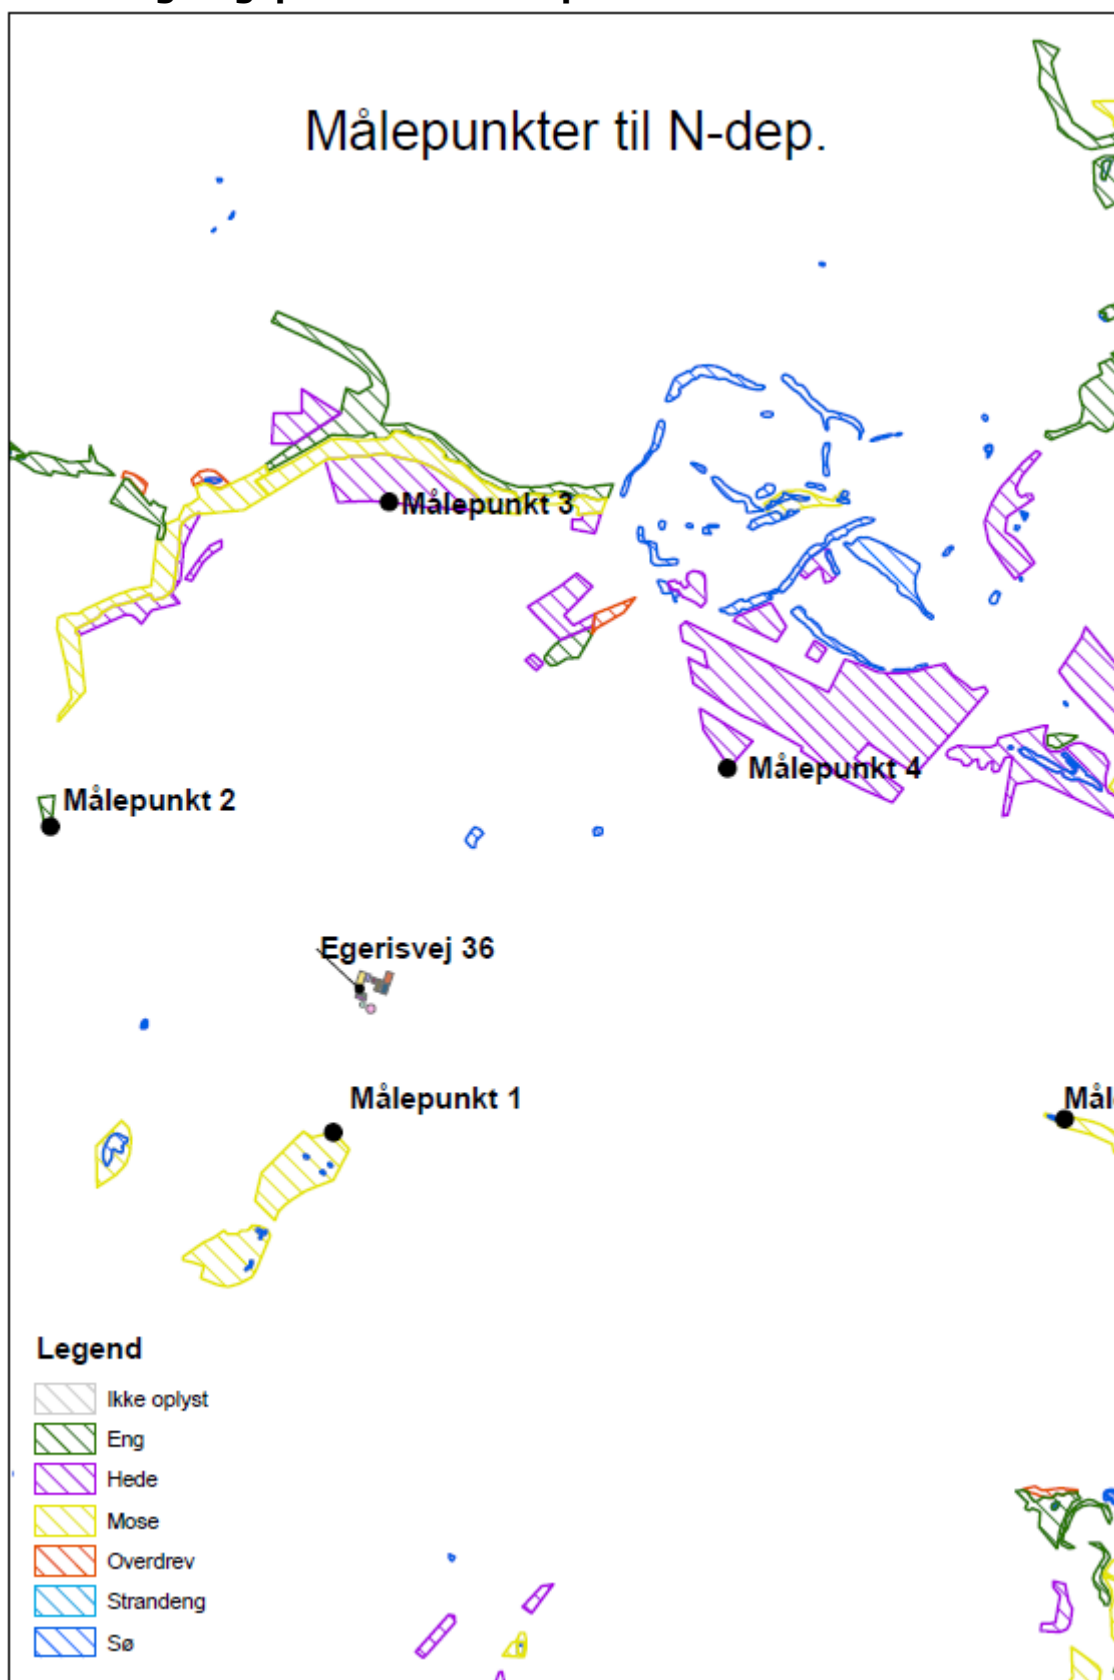 Målepunkter til N-dep.
Målepunkt 3
Målepunkt 4
Målepunkt 2
Egerisvej 36
Målepunkt 1
Mål
Legend
Ikke oplyst
Eng
Hede
Mose
Overdrev
Strandeng
Sø